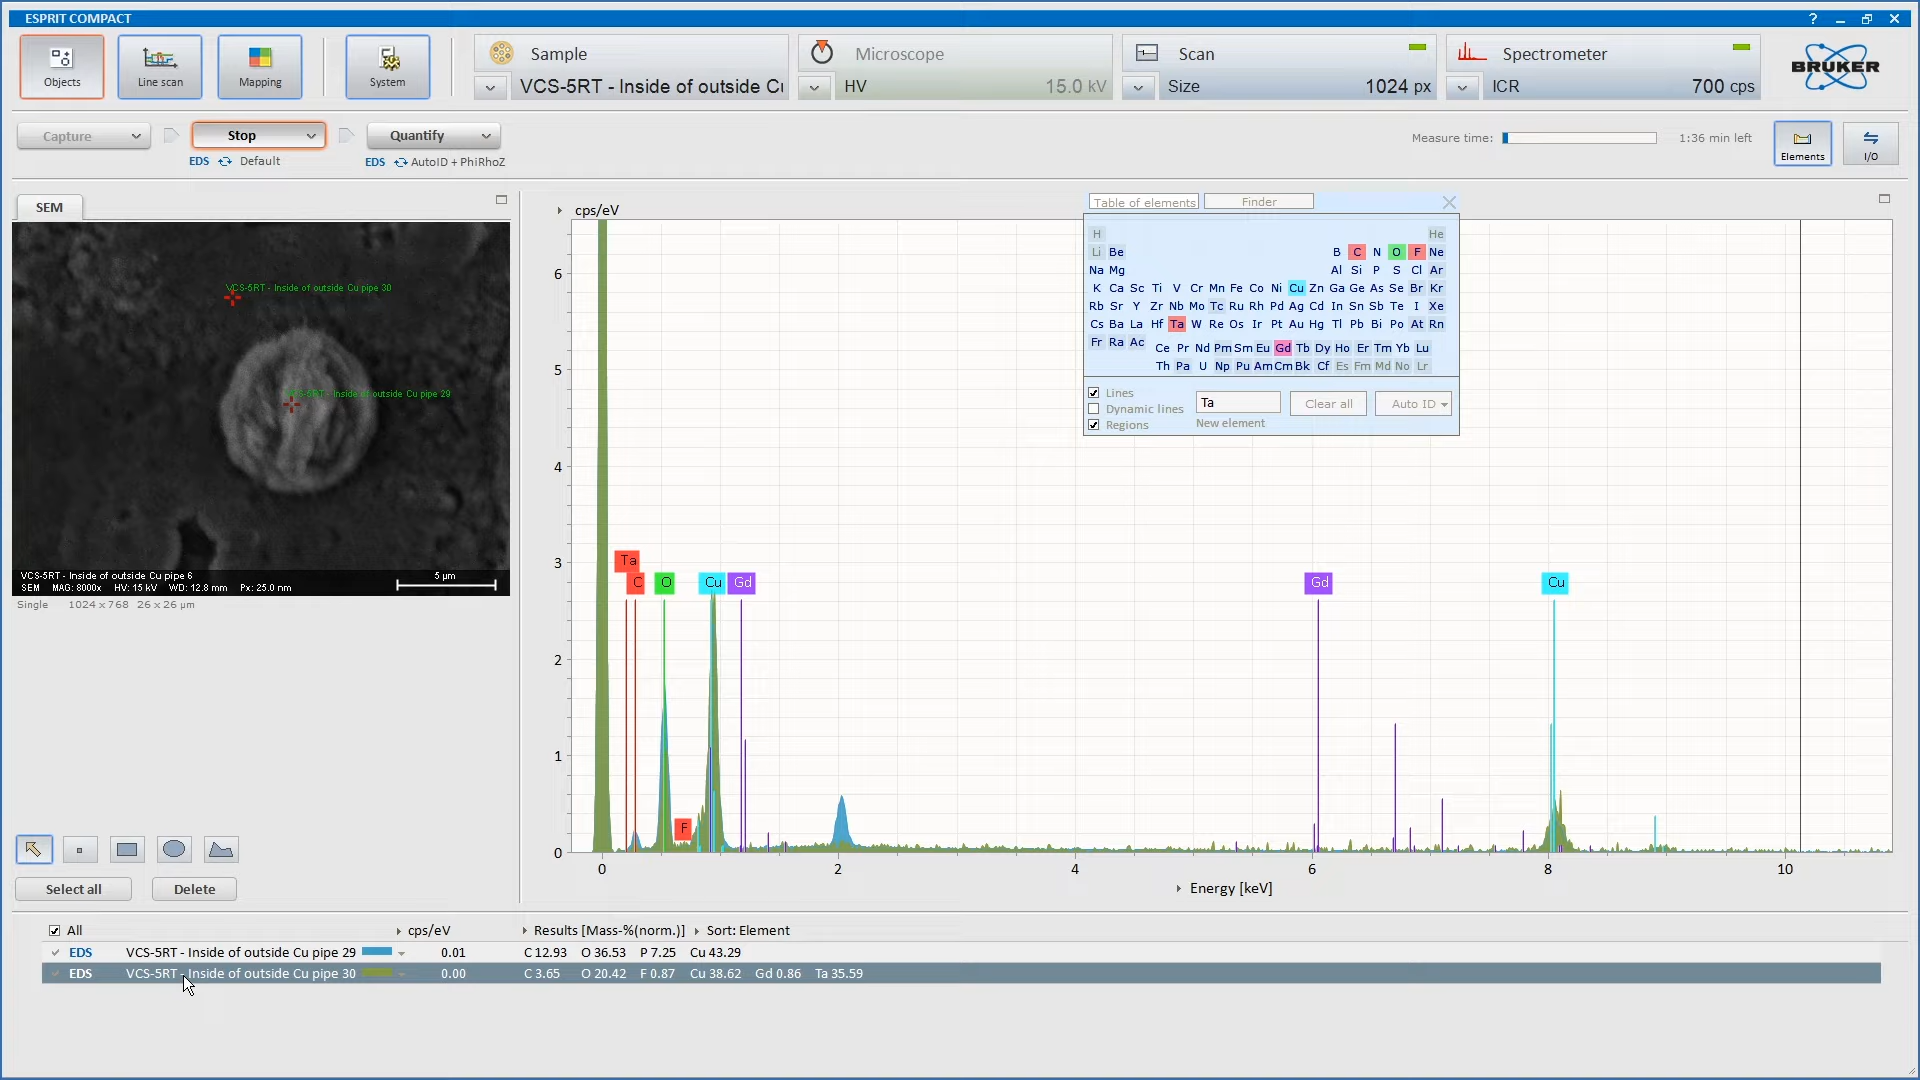 ESPRIT COMPACT
?
Objects
Line scan
Mapping
System
Sample
VCS-5RT - Inside of outside Cu
Microscope
HV 15.0 kV
Scan
Size 1024 px
Spectrometer
ICR 700 cps
BRUKER
Capture
Stop
Quantify
EDS Default
EDS AutoID + PhiRhoZ
Measure time: 1:36 min left
Elements
I/O
SEM
VCS-5RT - Inside of outside Cu pipe 30
VCS-5RT - Inside of outside Cu pipe 29
VCS-5RT - Inside of outside Cu pipe 6
SEM MAG: 8000x HV: 15 kV WD: 12.8 mm Px: 25.0 nm
5 µm
Single 1024 x 768 26 x 26 µm
cps/eV
6
5
4
3
2
1
0
Ta
C O Cu Gd Gd Cu
F
0 2 4 6 8 10
Energy [keV]
Table of elements Finder
H He
Li Be B C N O F Ne
Na Mg Al Si P S Cl Ar
K Ca Sc Ti V Cr Mn Fe Co Ni Cu Zn Ga Ge As Se Br Kr
Rb Sr Y Zr Nb Mo Tc Ru Rh Pd Ag Cd In Sn Sb Te I Xe
Cs Ba La Hf Ta W Re Os Ir Pt Au Hg Tl Pb Bi Po At Rn
Fr Ra Ac
Ce Pr Nd Pm Sm Eu Gd Tb Dy Ho Er Tm Yb Lu
Th Pa U Np Pu Am Cm Bk Cf Es Fm Md No Lr
Lines
Dynamic lines
Regions
Ta
New element
Clear all
Auto ID
Select all
Delete
All cps/eV Results [Mass-%(norm.)] Sort: Element
EDS VCS-5RT - Inside of outside Cu pipe 29 0.01 C 12.93 O 36.53 P 7.25 Cu 43.29
EDS VCS-5RT - Inside of outside Cu pipe 30 0.00 C 3.65 O 20.42 F 0.87 Cu 38.62 Gd 0.86 Ta 35.59